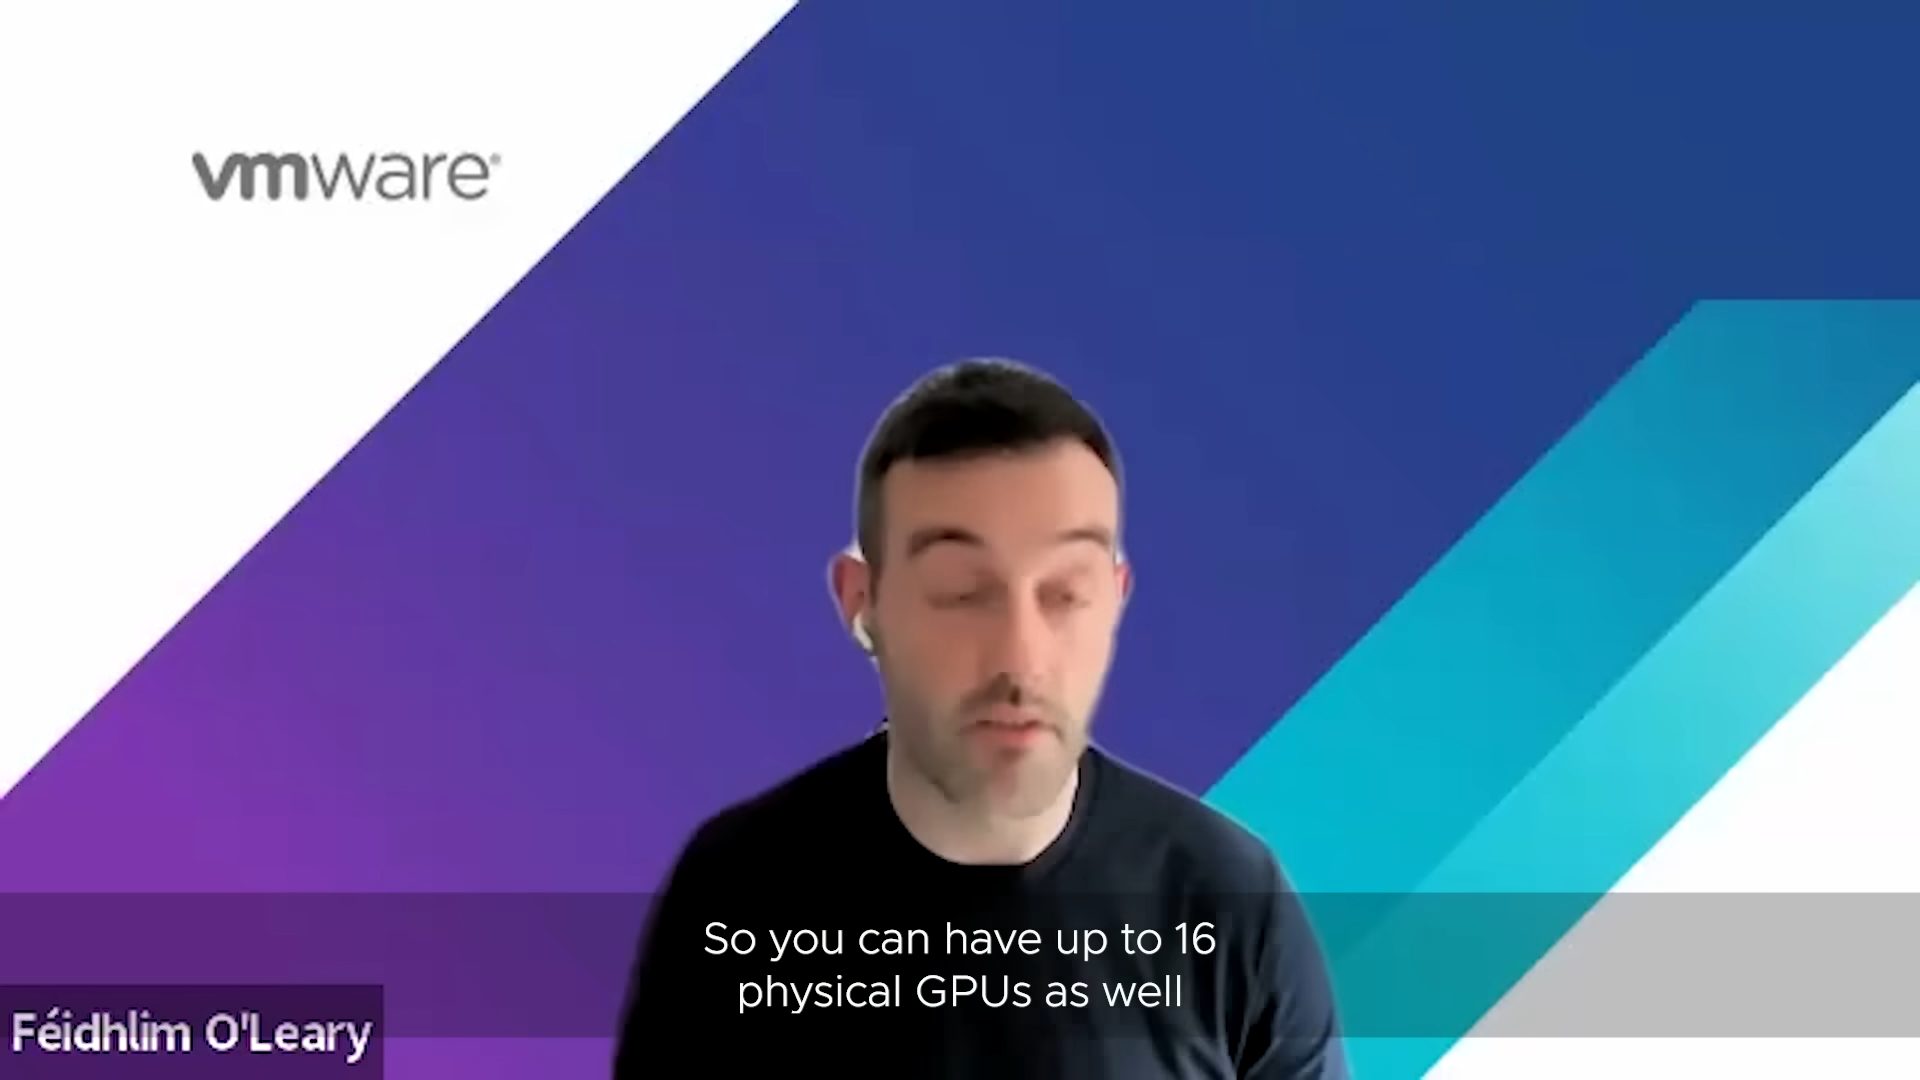 vmware®
So you can have up to 16
physical GPUs as well
Féidhlim O'Leary